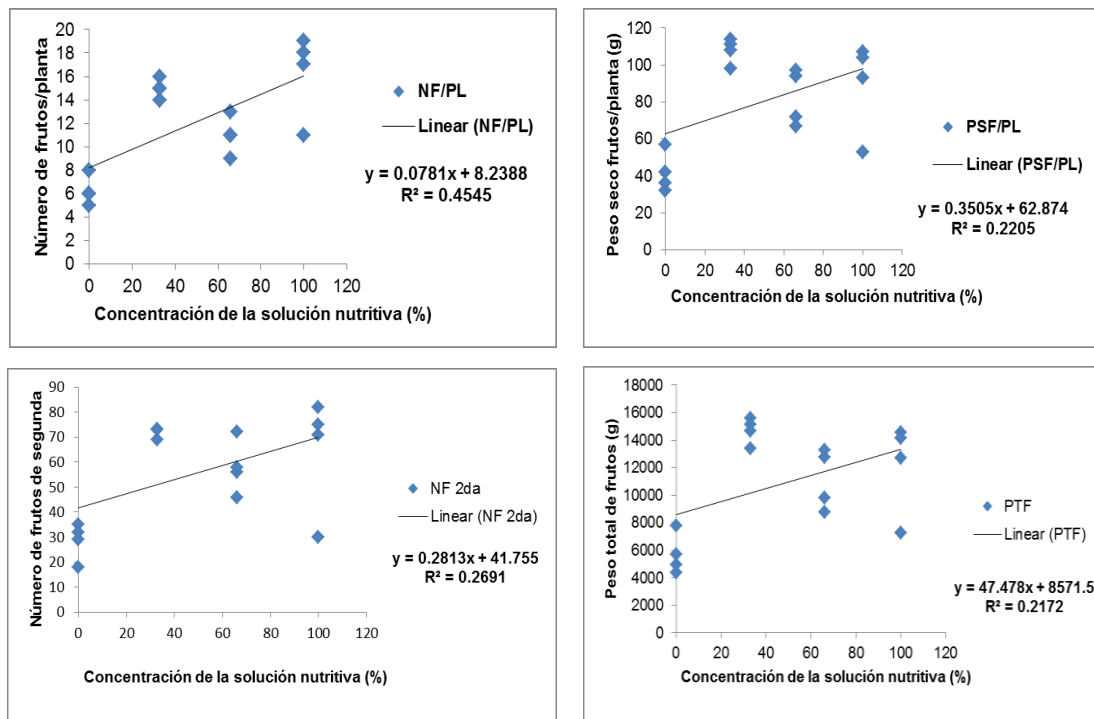 Número de frutos/planta
20
18
16
14
12
10
8
6
4
2
0
0 20 40 60 80 100 120
Concentración de la solución nutritiva (%)
NF/PL
Linear (NF/PL)
y = 0.0781x + 8.2388
R² = 0.4545
Peso seco frutos/planta (g)
120
100
80
60
40
20
0
0 20 40 60 80 100 120
Concentración de la solución nutritiva (%)
PSF/PL
Linear (PSF/PL)
y = 0.3505x + 62.874
R² = 0.2205
Número de frutos de segunda
90
80
70
60
50
40
30
20
10
0
0 20 40 60 80 100 120
Concentración de la solución nutritiva (%)
NF 2da
Linear (NF 2da)
y = 0.2813x + 41.755
R² = 0.2691
Peso total de frutos (g)
18000
16000
14000
12000
10000
8000
6000
4000
2000
0
0 20 40 60 80 100 120
Concentración de la solución nutritiva (%)
PTF
Linear (PTF)
y = 47.478x + 8571.5
R² = 0.2172